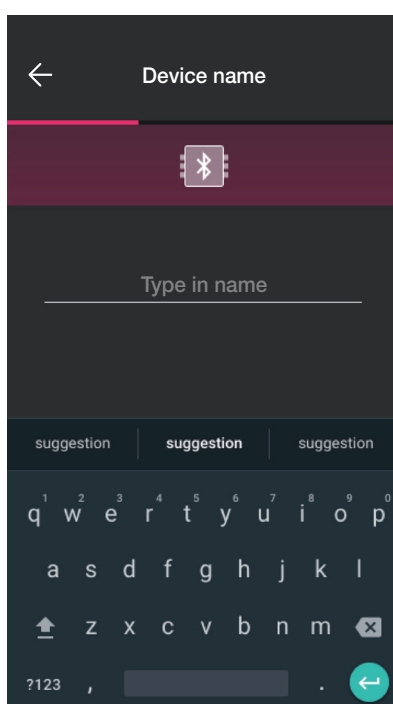 Device name
Type in name
suggestion suggestion suggestion
1 2 3 4 5 6 7 8 9 0
q w e r t y u i o p
a s d f g h j k l
z x c v b n m
?123 , .